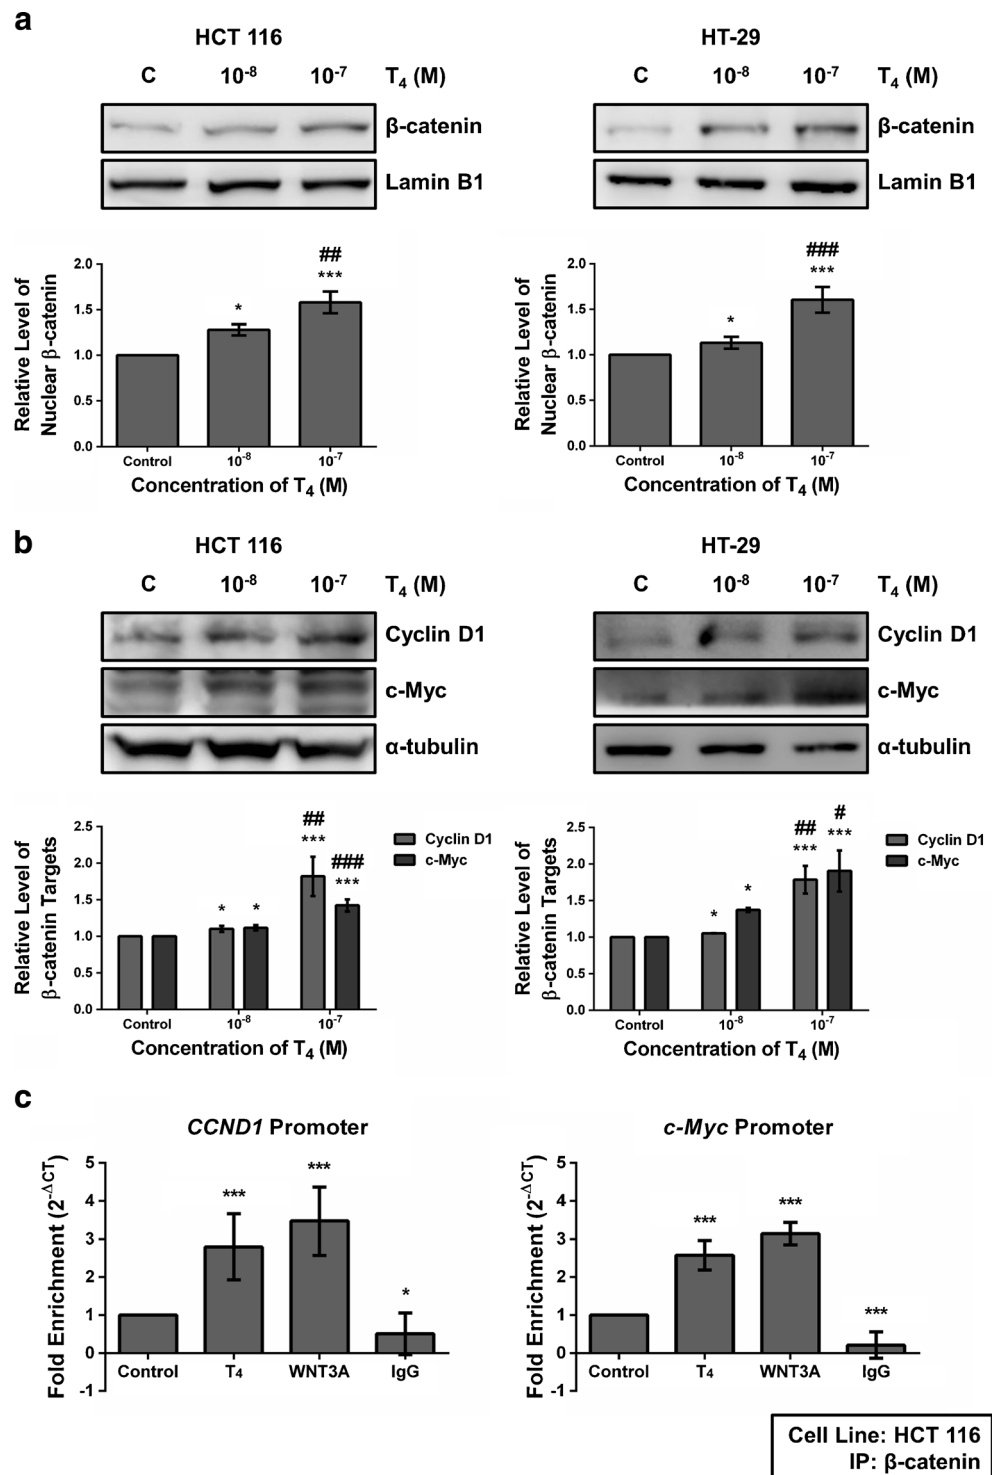 a
HCT 116
C 10⁻⁸ 10⁻⁷ T₄ (M)
β-catenin
Lamin B1
Relative Level of
Nuclear β-catenin
2.0
1.5
1.0
0.5
0.0
*
##
***
Control 10⁻⁸ 10⁻⁷
Concentration of T₄ (M)
HT-29
C 10⁻⁸ 10⁻⁷ T₄ (M)
β-catenin
Lamin B1
Relative Level of
Nuclear β-catenin
2.0
1.5
1.0
0.5
0.0
*
###
***
Control 10⁻⁸ 10⁻⁷
Concentration of T₄ (M)
b
HCT 116
C 10⁻⁸ 10⁻⁷ T₄ (M)
Cyclin D1
c-Myc
α-tubulin
Relative Level of
β-catenin Targets
2.5
2.0
1.5
1.0
0.5
0.0
* *
##
***
###
***
Cyclin D1
c-Myc
Control 10⁻⁸ 10⁻⁷
Concentration of T₄ (M)
HT-29
C 10⁻⁸ 10⁻⁷ T₄ (M)
Cyclin D1
c-Myc
α-tubulin
Relative Level of
β-catenin Targets
2.5
2.0
1.5
1.0
0.5
0.0
* *
##
***
#
***
Cyclin D1
c-Myc
Control 10⁻⁸ 10⁻⁷
Concentration of T₄ (M)
c
CCND1 Promoter
Fold Enrichment (2^-ΔCT)
5
4
3
2
1
0
-1
*** *** *
Control T₄ WNT3A IgG
c-Myc Promoter
Fold Enrichment (2^-ΔCT)
5
4
3
2
1
0
-1
*** *** ***
Control T₄ WNT3A IgG
Cell Line: HCT 116
IP: β-catenin